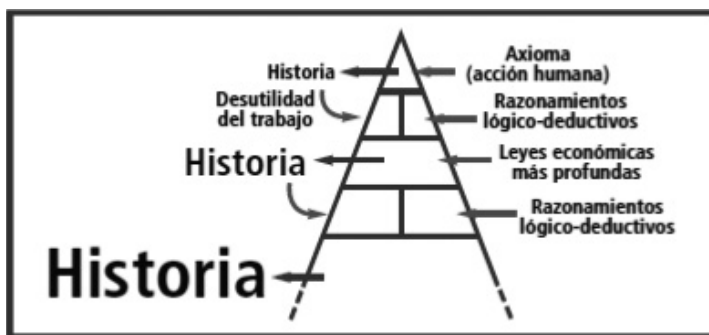 Historia
Axioma
(acción humana)
Desutilidad
del trabajo
Razonamientos
lógico-deductivos
Historia
Leyes económicas
más profundas
Razonamientos
lógico-deductivos
Historia